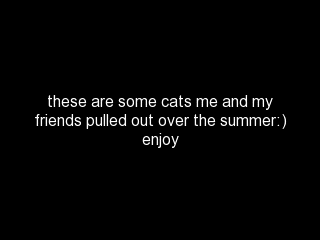 these are some cats me and my
friends pulled out over the summer:)
enjoy